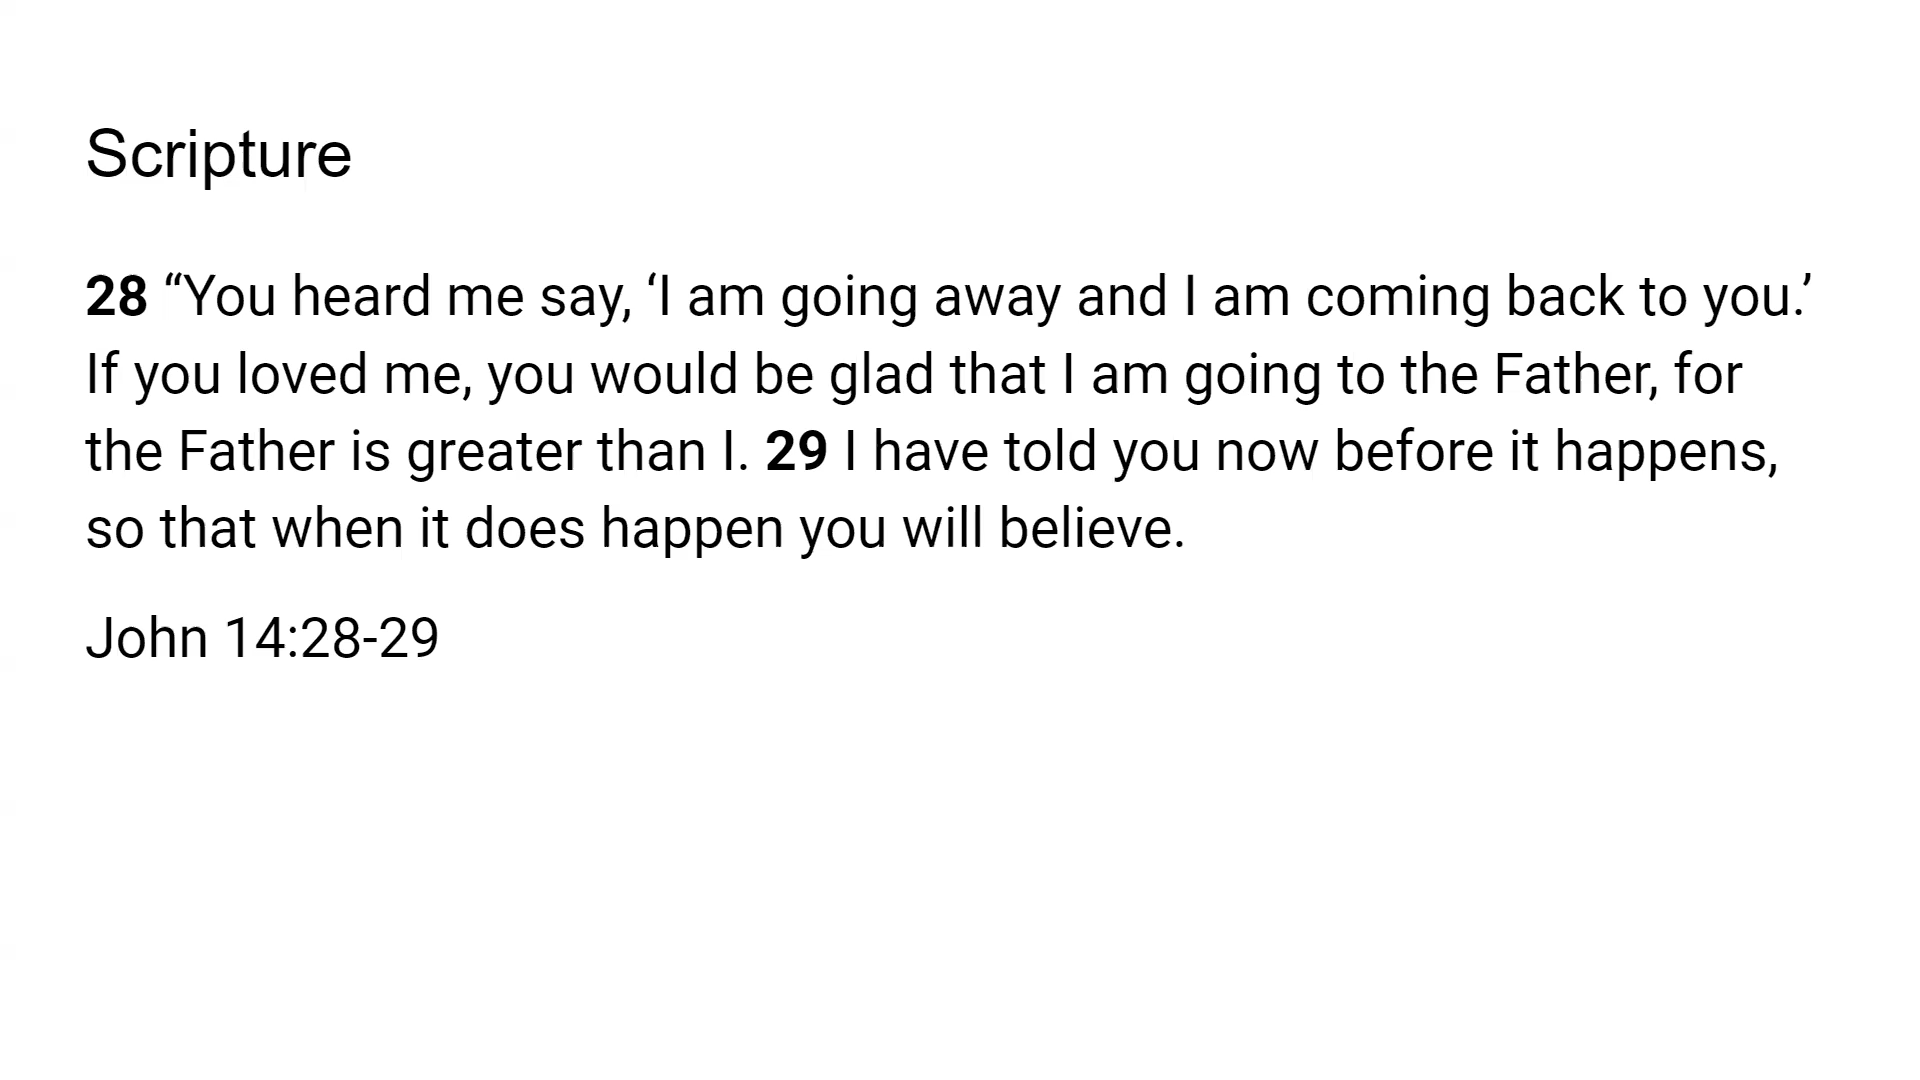 Scripture
28 “You heard me say, ‘I am going away and I am coming back to you.’
If you loved me, you would be glad that I am going to the Father, for
the Father is greater than I. 29 I have told you now before it happens,
so that when it does happen you will believe.
John 14:28-29